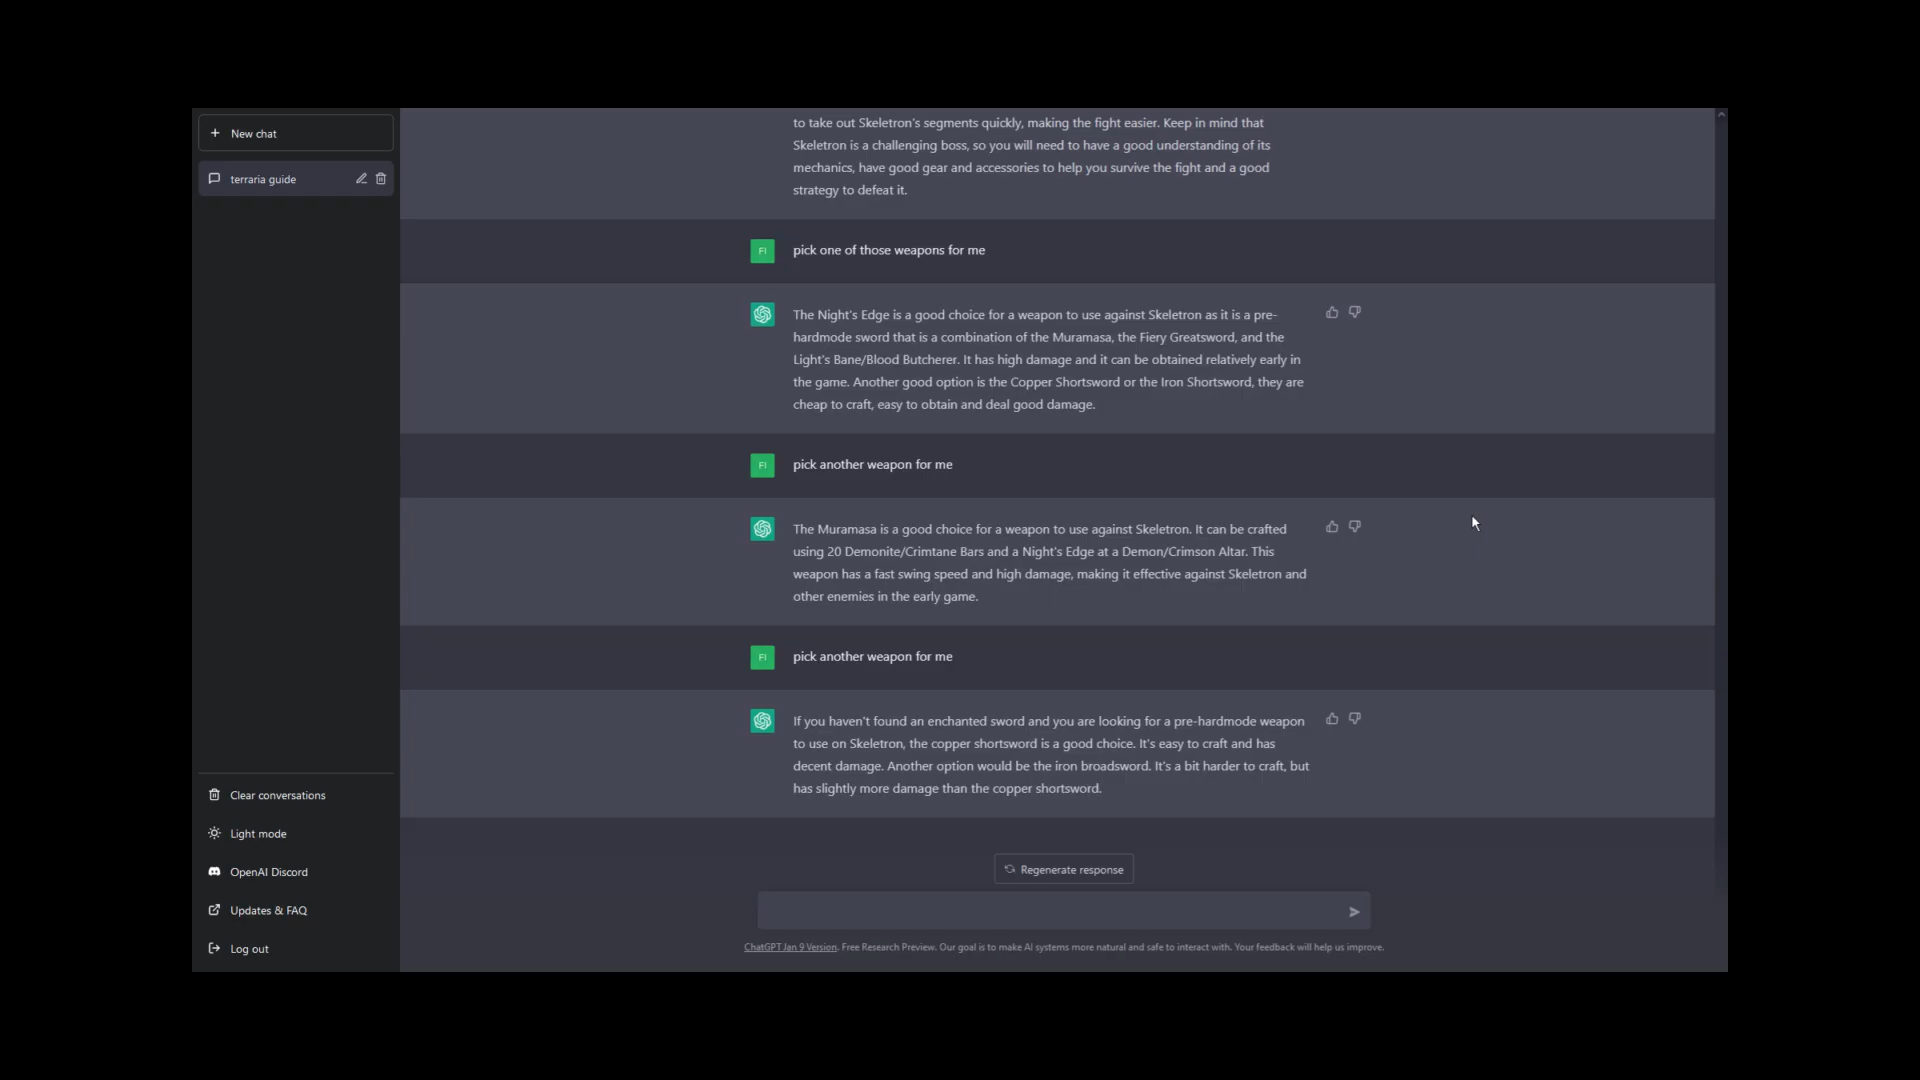 New chat
terraria guide
to take out Skeletron's segments quickly, making the fight easier. Keep in mind that
Skeletron is a challenging boss, so you will need to have a good understanding of its
mechanics, have good gear and accessories to help you survive the fight and a good
strategy to defeat it.
FI
pick one of those weapons for me
The Night's Edge is a good choice for a weapon to use against Skeletron as it is a pre-
hardmode sword that is a combination of the Muramasa, the Fiery Greatsword, and the
Light's Bane/Blood Butcherer. It has high damage and it can be obtained relatively early in
the game. Another good option is the Copper Shortsword or the Iron Shortsword, they are
cheap to craft, easy to obtain and deal good damage.
FI
pick another weapon for me
The Muramasa is a good choice for a weapon to use against Skeletron. It can be crafted
using 20 Demonite/Crimtane Bars and a Night's Edge at a Demon/Crimson Altar. This
weapon has a fast swing speed and high damage, making it effective against Skeletron and
other enemies in the early game.
FI
pick another weapon for me
If you haven't found an enchanted sword and you are looking for a pre-hardmode weapon
to use on Skeletron, the copper shortsword is a good choice. It's easy to craft and has
decent damage. Another option would be the iron broadsword. It's a bit harder to craft, but
has slightly more damage than the copper shortsword.
Clear conversations
Light mode
OpenAI Discord
Updates & FAQ
Log out
Regenerate response
ChatGPT Jan 9 Version. Free Research Preview. Our goal is to make AI systems more natural and safe to interact with. Your feedback will help us improve.